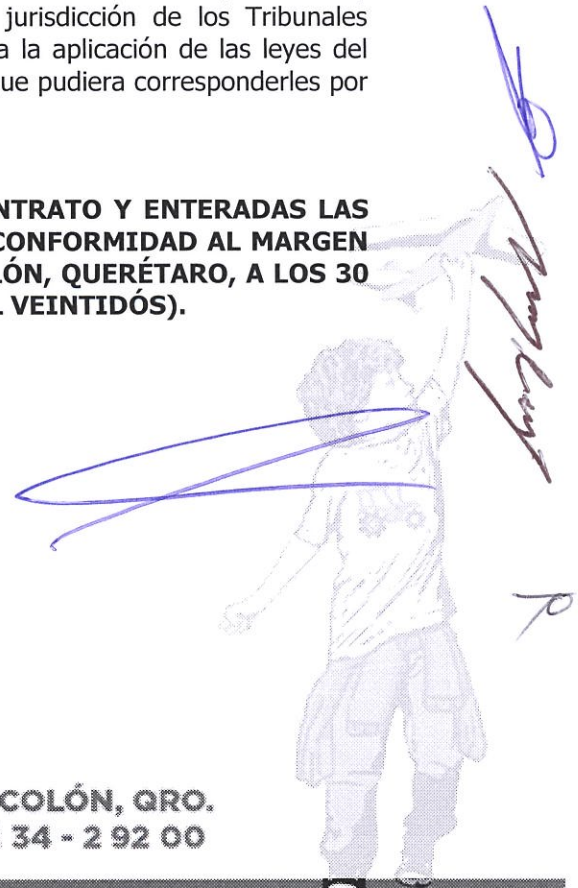 jurisdicción de los Tribunales
a la aplicación de las leyes del
que pudiera corresponderles por
NTRATO Y ENTERADAS LAS
CONFORMIDAD AL MARGEN
LÓN, QUERÉTARO, A LOS 30
L VEINTIDÓS).
COLÓN, QRO.
34 - 2 92 00